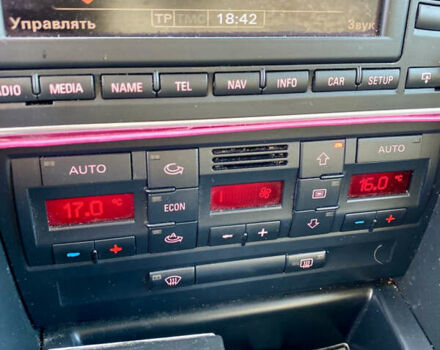 TP TMC 18:42
Управлять Звук
RADIO MEDIA NAME TEL NAV INFO CAR SETUP
AUTO AUTO
17.0 °C 16.0 °C
ECON